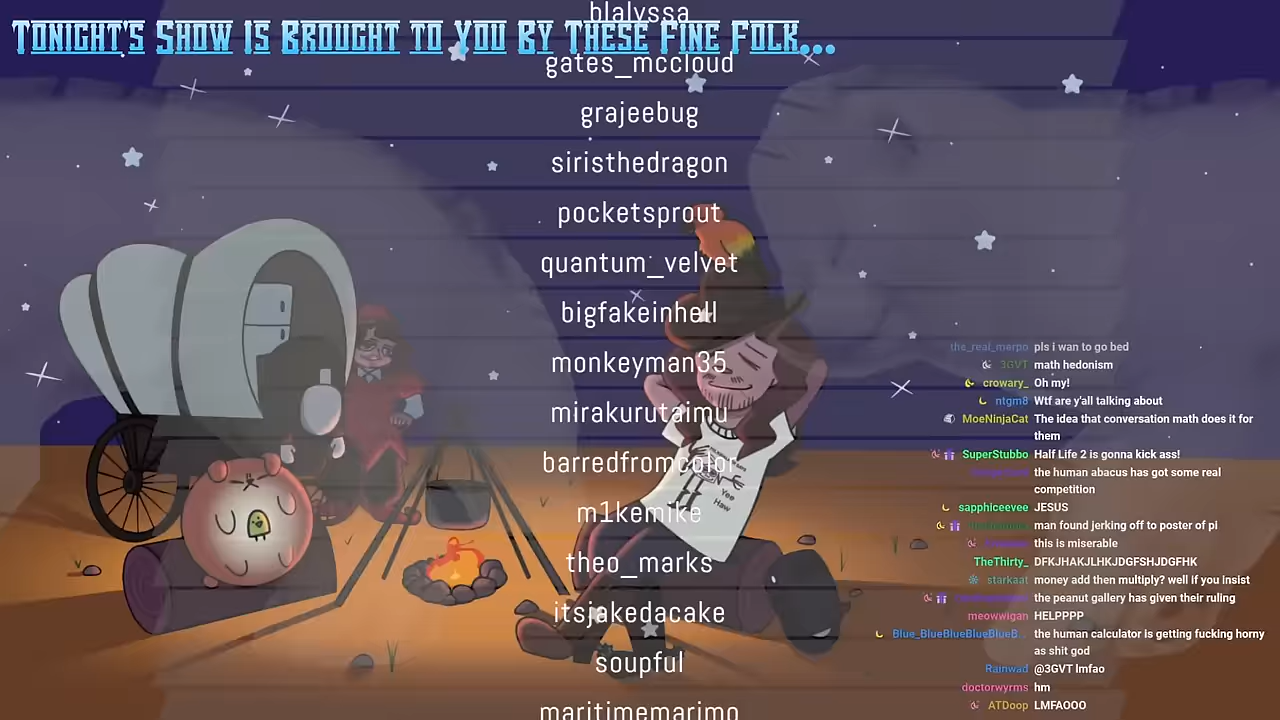 blalyssa
Tonight's Show Is Brought to You By These Fine Folk...
gates_mccloud
grajeebug
siristhedragon
pocketsprout
quantum_velvet
bigfakeinhell
monkeyman35
mirakurutaimu
barredfromcolor
m1kemike
theo_marks
itsjakedacake
soupful
maritimemarimo
Yee
Haw
the_real_merpo pls i wan to go bed
3GVT math hedonism
crowary_ Oh my!
ntgm8 Wtf are y'all talking about
MoeNinjaCat The idea that conversation math does it for
them
SuperStubbo Half Life 2 is gonna kick ass!
the human abacus has got some real
competition
sapphiceevee JESUS
man found jerking off to poster of pi
this is miserable
TheThirty_ DFKJHAKJLHKJDGFSHJDGFHK
starkaat money add then multiply? well if you insist
the peanut gallery has given their ruling
meowwigan HELPPPP
Blue_BlueBlueBlueBlueB... the human calculator is getting fucking horny
as shit god
Rainwad @3GVT lmfao
doctorwyrms hm
ATDoop LMFAOOO